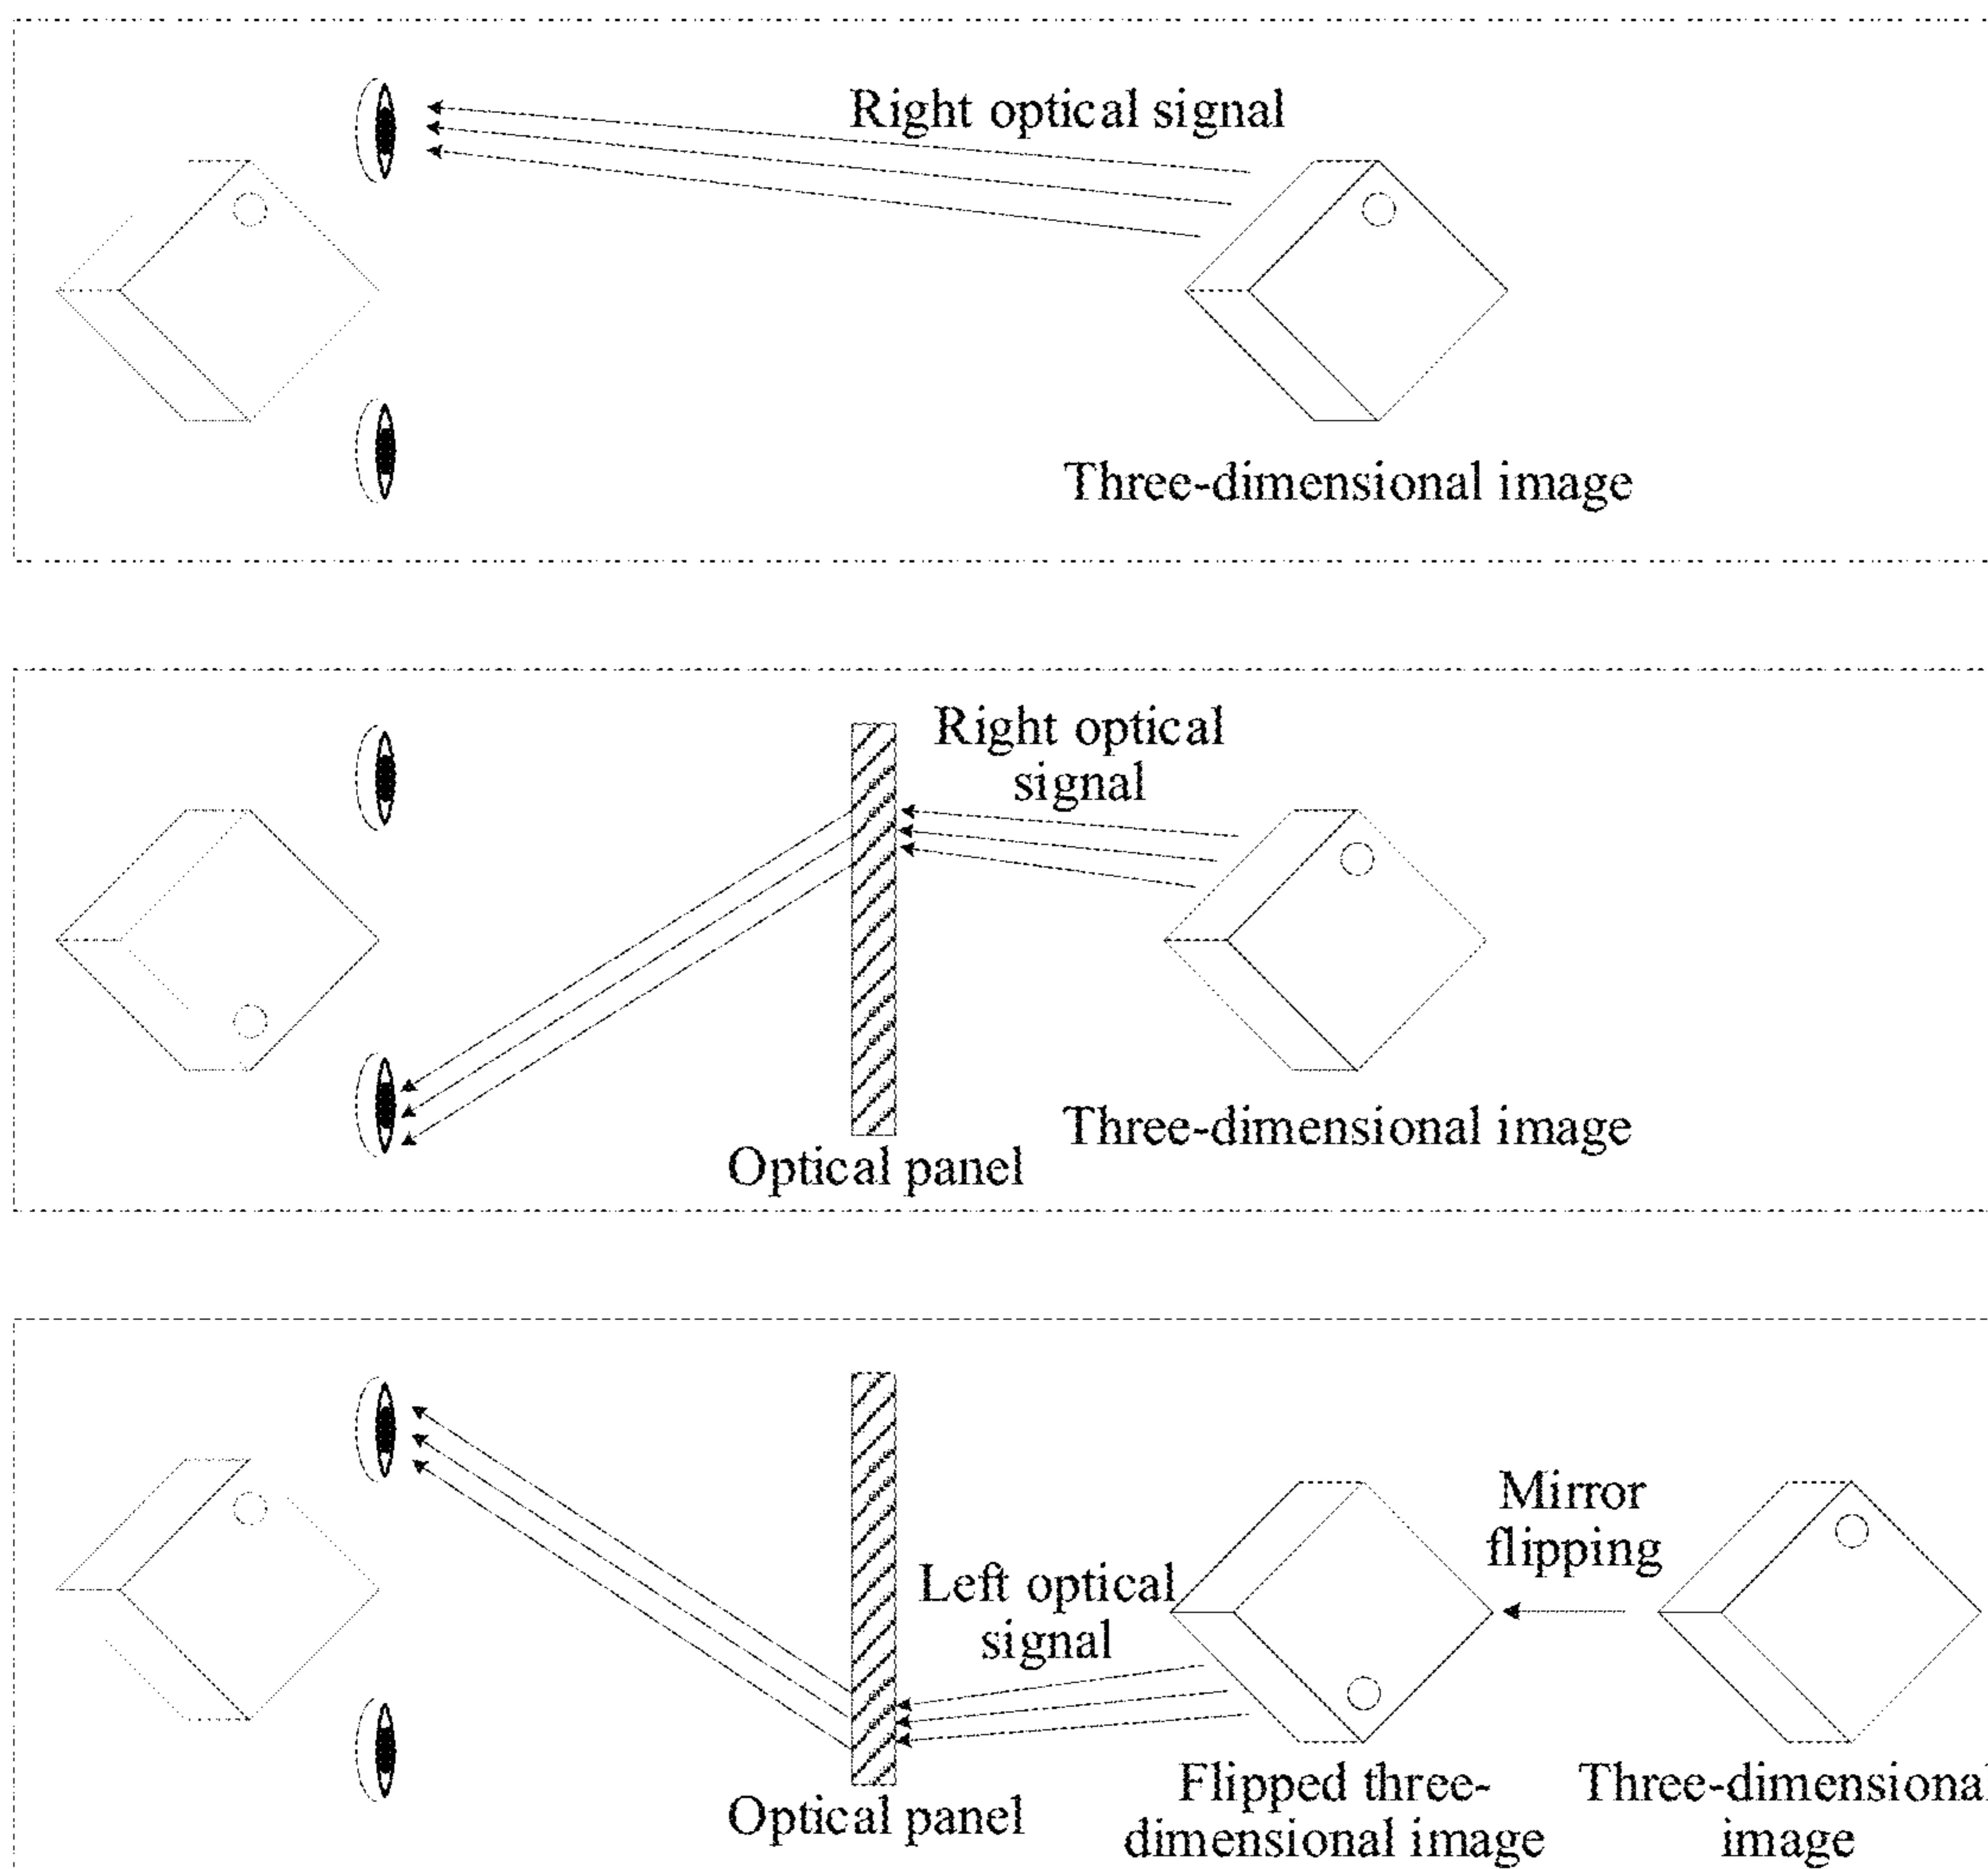 Right optical signal
Three-dimensional image
Right optical
signal
Optical panel
Three-dimensional image
Mirror
flipping
Left optical
signal
Optical panel
Flipped three-
dimensional image
Three-dimensional
image